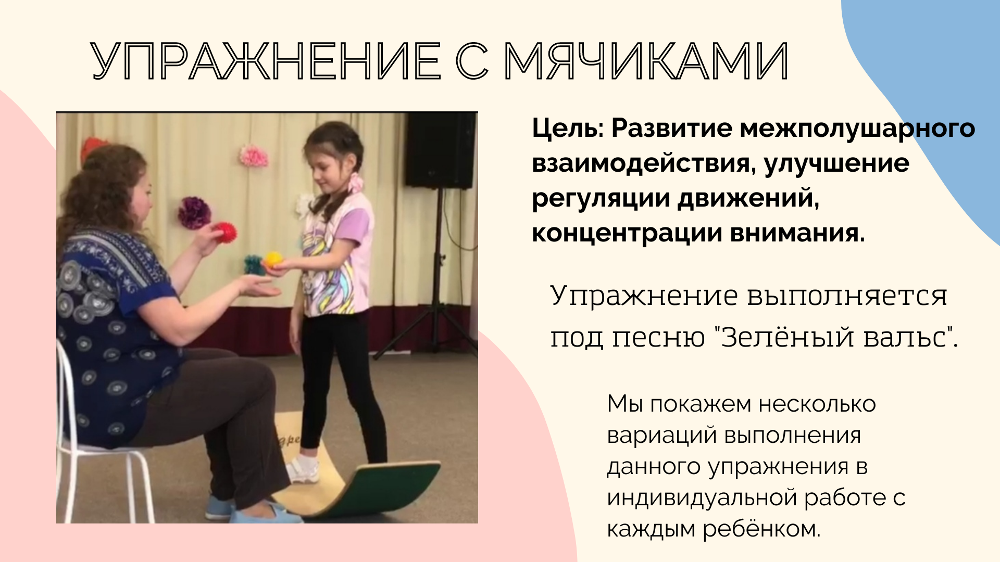 УПРАЖНЕНИЕ С МЯЧИКАМИ
Цель: Развитие межполушарного
взаимодействия, улучшение
регуляции движений,
концентрации внимания.
Упражнение выполняется
под песню "Зелёный вальс".
Мы покажем несколько
вариаций выполнения
данного упражнения в
индивидуальной работе с
каждым ребёнком.